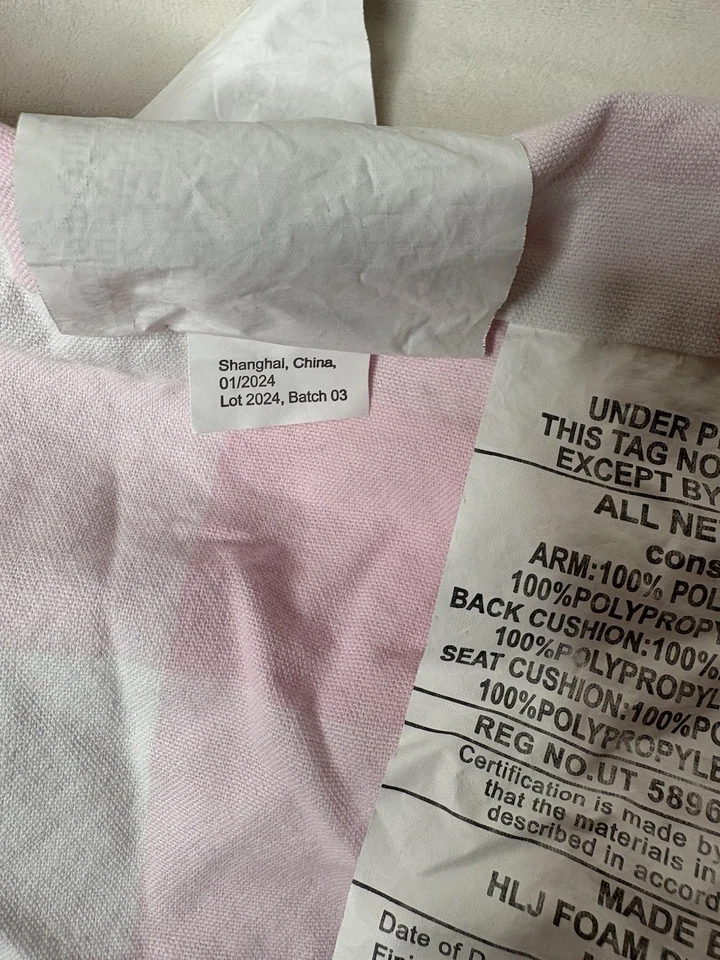 Shanghai, China,
01/2024
Lot 2024, Batch 03
UNDER P
THIS TAG NO
EXCEPT BY
ALL NE
cons
ARM:100% POL
100%POLYPROPY
BACK CUSHION:100%
100%POLYPROPYL
SEAT CUSHION:100%PO
100%POLYPROPYLE
REG NO.UT 5896
Certification is made by
that the materials in
described in accord
MADE B
HLJ FOAM
Date of D